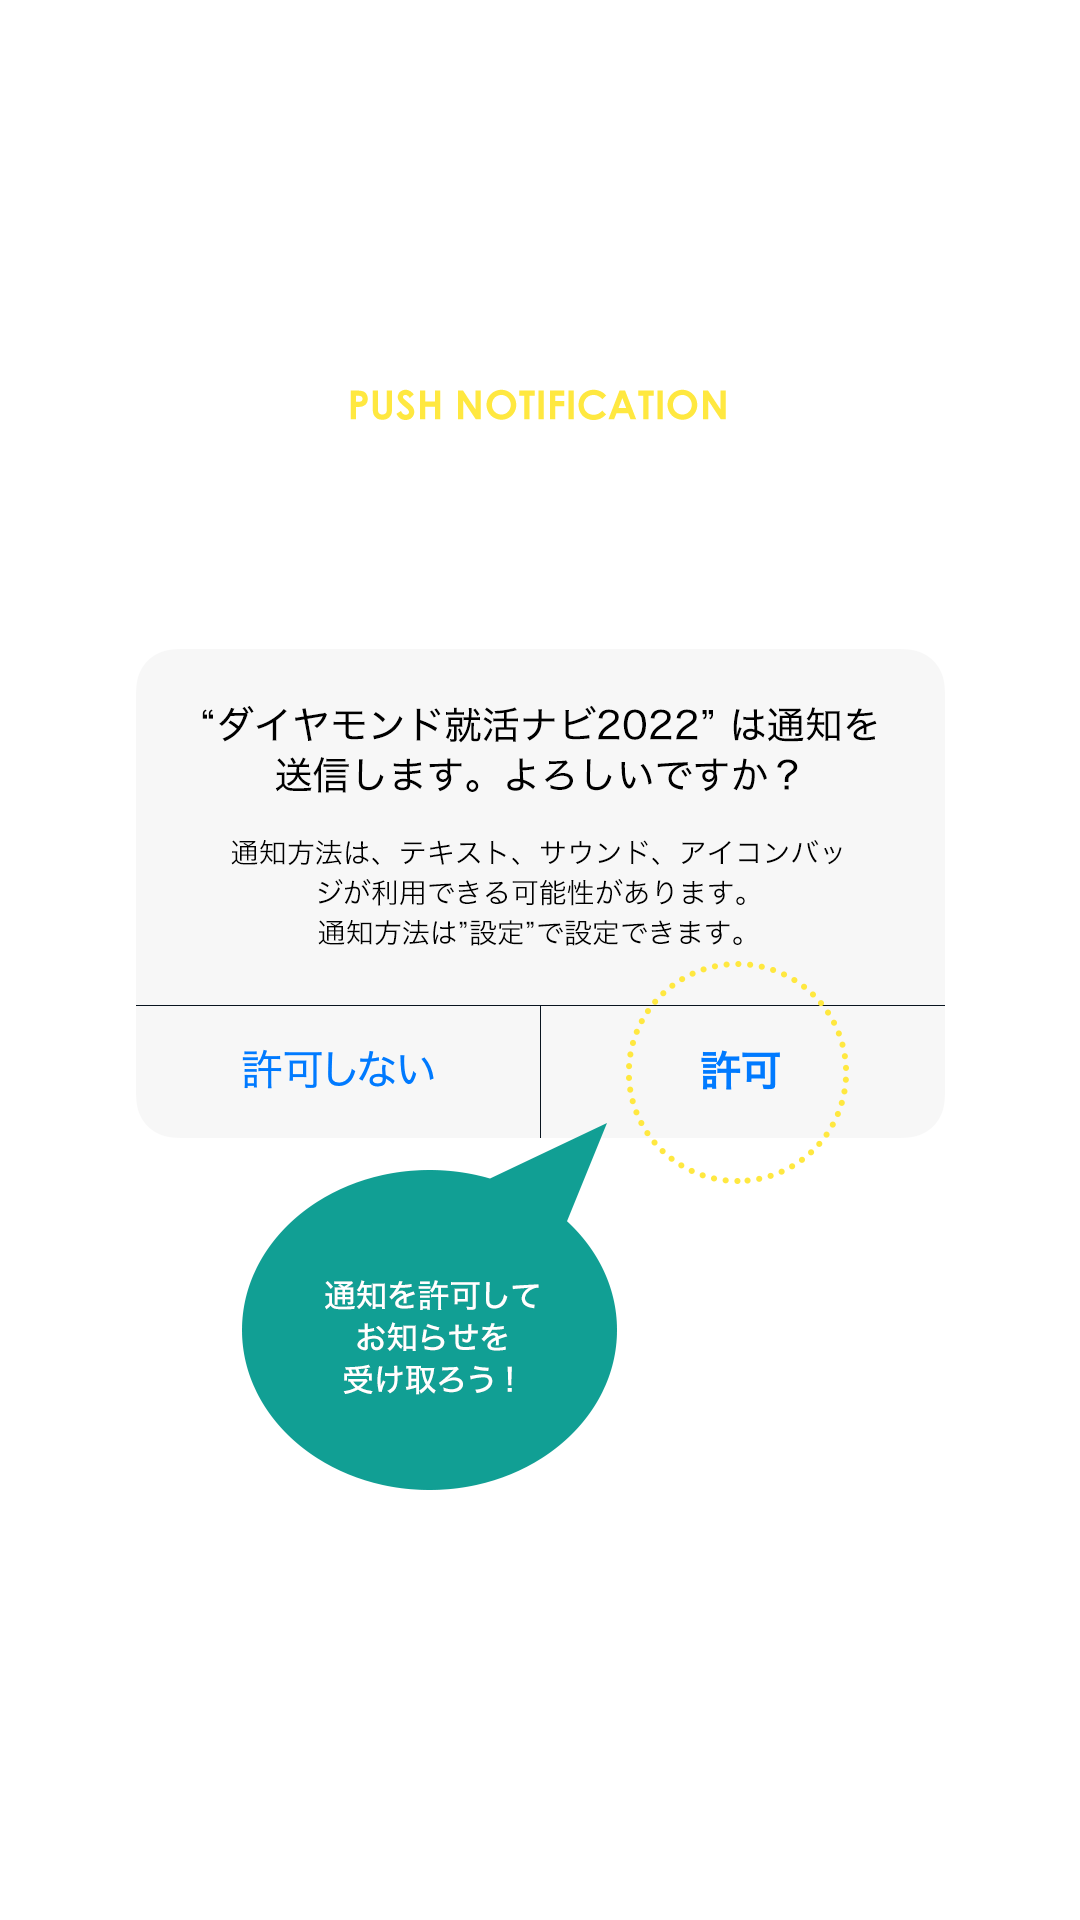 PUSH NOTIFICATION
“ダイヤモンド就活ナビ2022” は通知を
送信します。よろしいですか？
通知方法は、テキスト、サウンド、アイコンバッ
ジが利用できる可能性があります。
通知方法は”設定”で設定できます。
許可しない
許可
通知を許可して
お知らせを
受け取ろう！